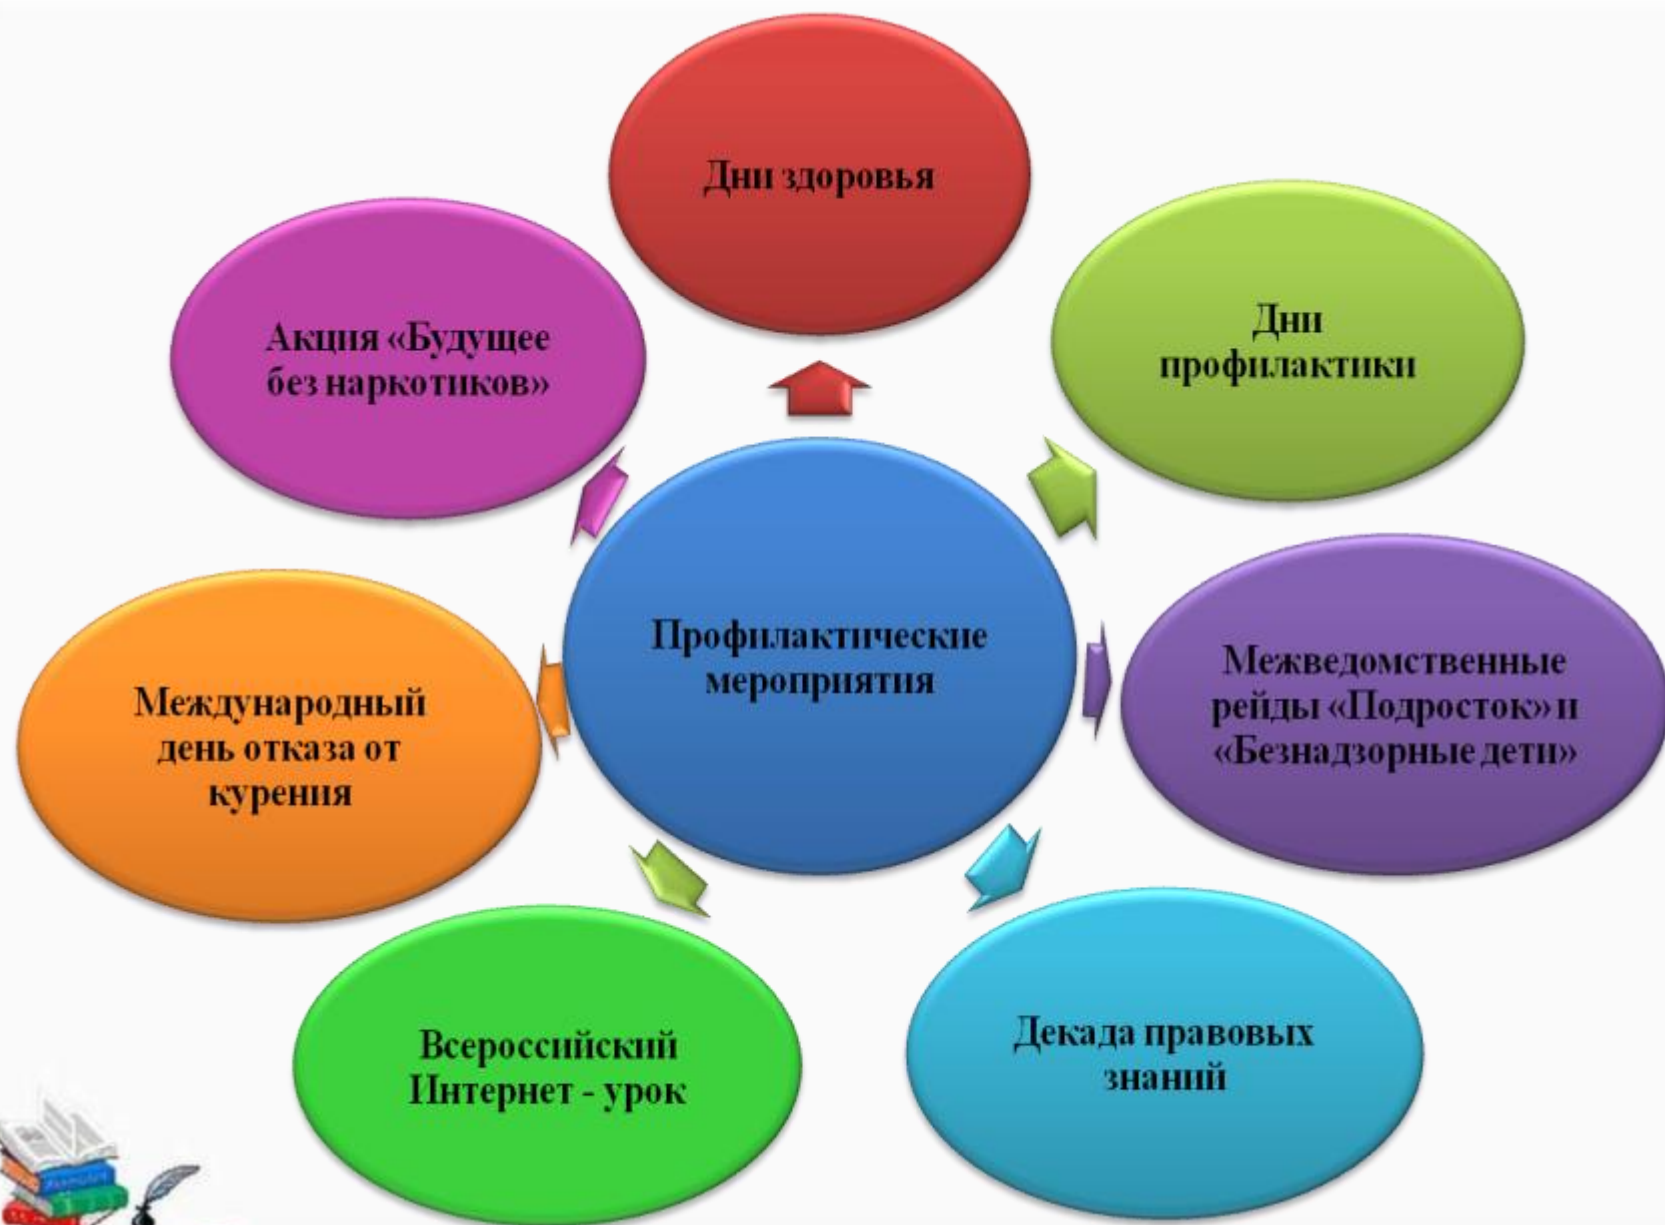 Дни здоровья
Дни
профилактики
Акция «Будущее
без наркотиков»
Профилактические
мероприятия
Межведомственные
рейды «Подросток» и
«Безнадзорные дети»
Международный
день отказа от
курения
Декада правовых
знаний
Всероссийский
Интернет - урок